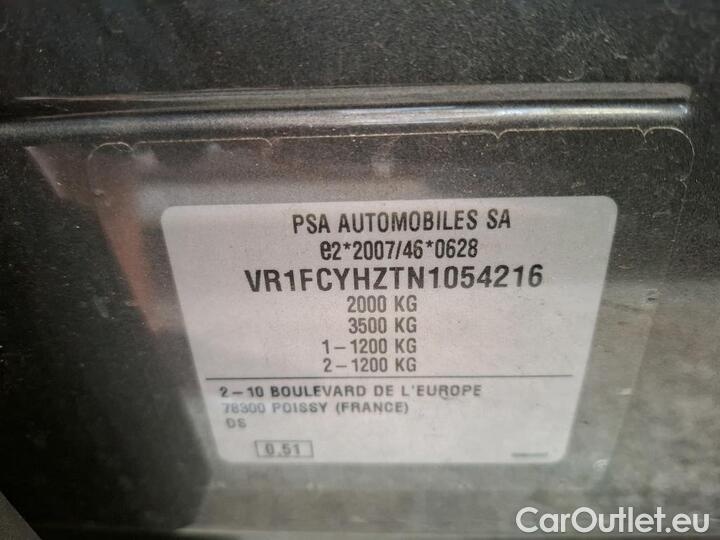 PSA AUTOMOBILES SA
e2*2007/46*0628
VR1FCYHZTN1054216
2000 KG
3500 KG
1-1200 KG
2-1200 KG
2-10 BOULEVARD DE L'EUROPE
78300 POISSY (FRANCE)
DS
0.51
CarOutlet.eu